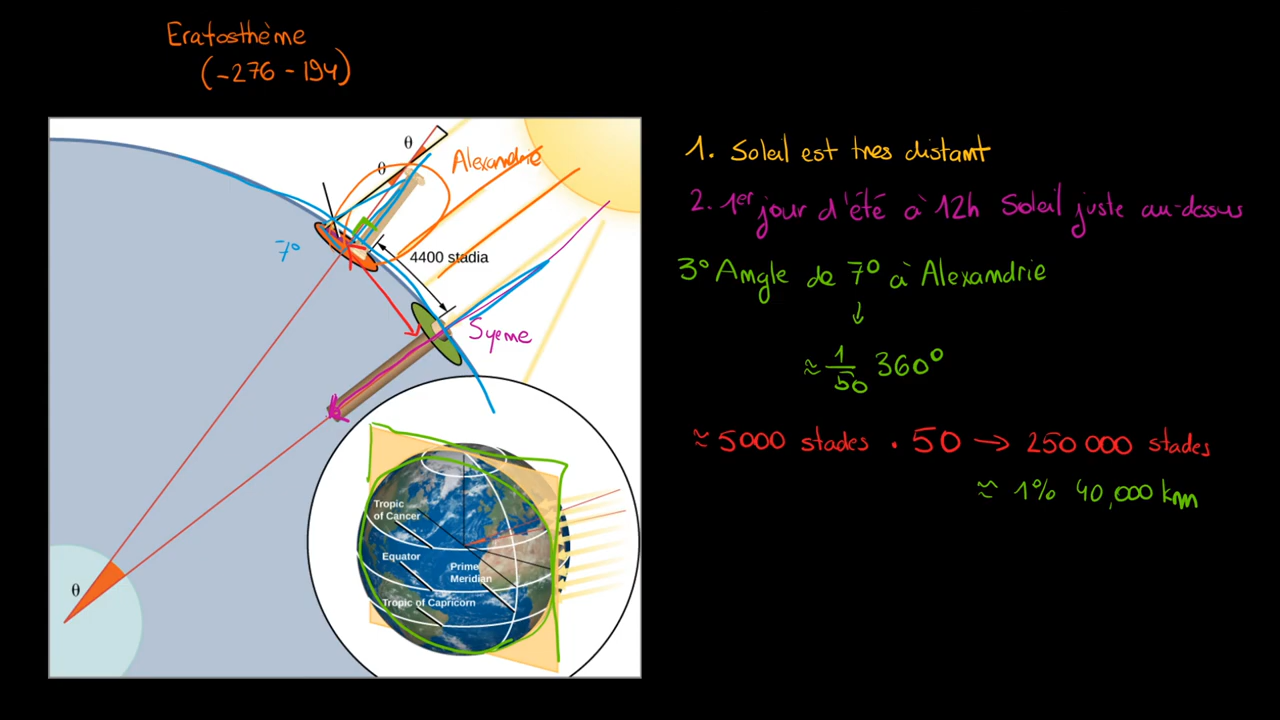 Eratosthème
(-276 - 194)
θ
θ
Alexandrie
7°
4400 stadia
Syeme
θ
Tropic
of Cancer
Equator
Prime
Meridian
Tropic of Capricorn
1. Soleil est tres distant
2. 1er jour d'été à 12h Soleil juste au-dessus
3° Angle de 7° à Alexandrie
↓
≈ 1/50 360°
≈ 5000 stades . 50 → 250 000 stades
≈ 1% 40,000 km